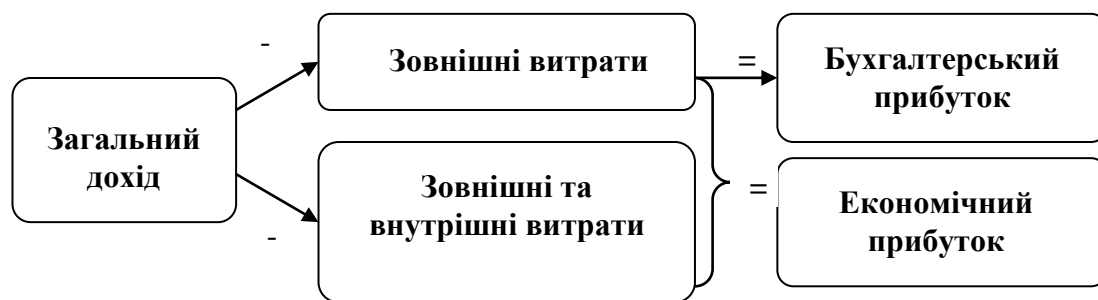 -
Зовнішні витрати
=
Бухгалтерський
прибуток
Загальний
дохід
-
Зовнішні та
внутрішні витрати
=
Економічний
прибуток